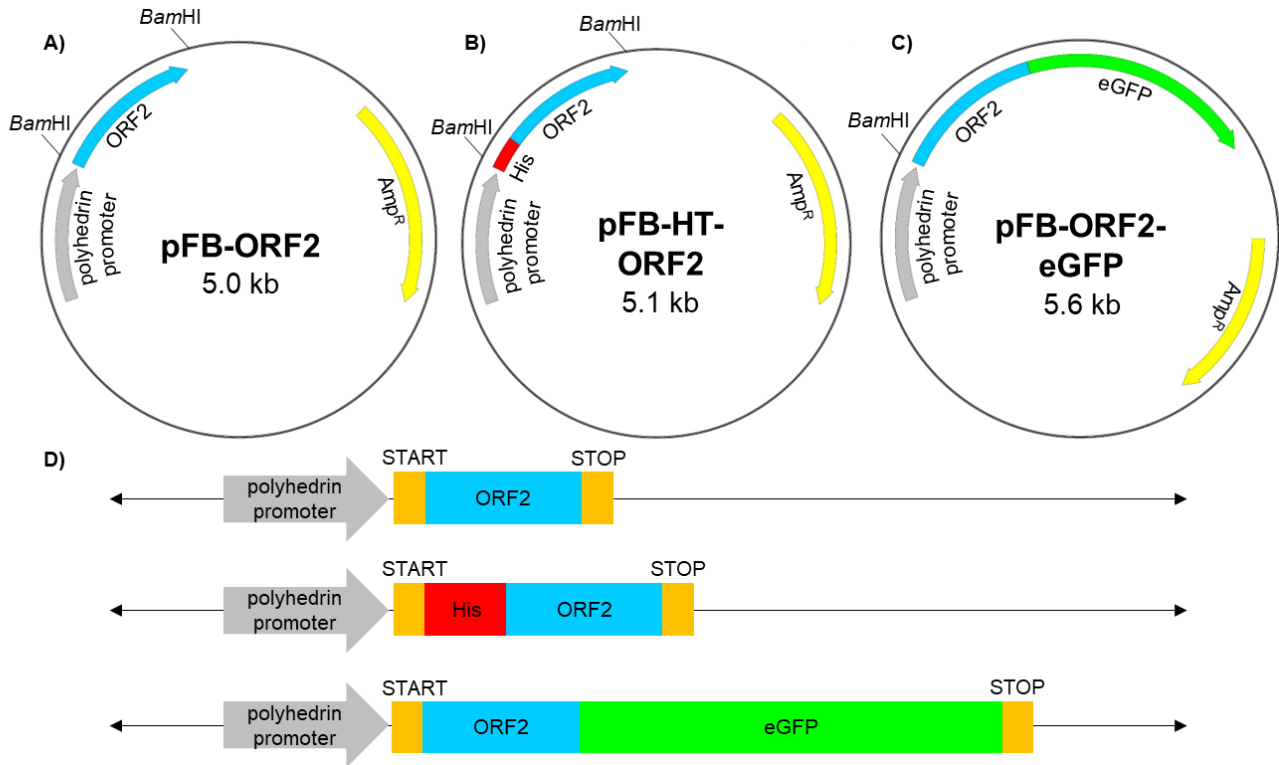 A)
BamHI
BamHI
ORF2
polyhedrin
promoter
AmpR
pFB-ORF2
5.0 kb
B)
BamHI
BamHI
His
ORF2
polyhedrin
promoter
AmpR
pFB-HT-
ORF2
5.1 kb
C)
BamHI
ORF2
eGFP
polyhedrin
promoter
AmpR
pFB-ORF2-
eGFP
5.6 kb
D)
START STOP
polyhedrin
promoter
ORF2
START STOP
polyhedrin
promoter
His ORF2
START STOP
polyhedrin
promoter
ORF2 eGFP